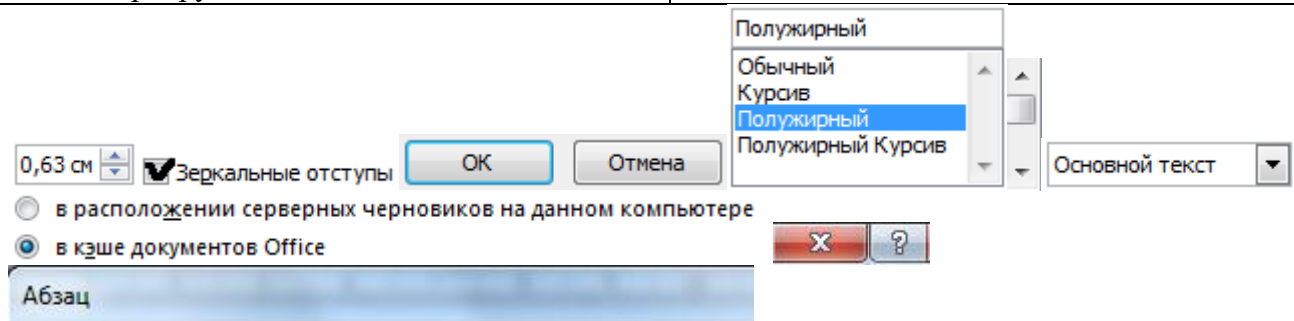 Полужирный
Обычный
Курсив
Полужирный
Полужирный Курсив
0,63 см Зеркальные отступы ОК Отмена Основной текст
в расположении серверных черновиков на данном компьютере
в кэше документов Office
Абзац